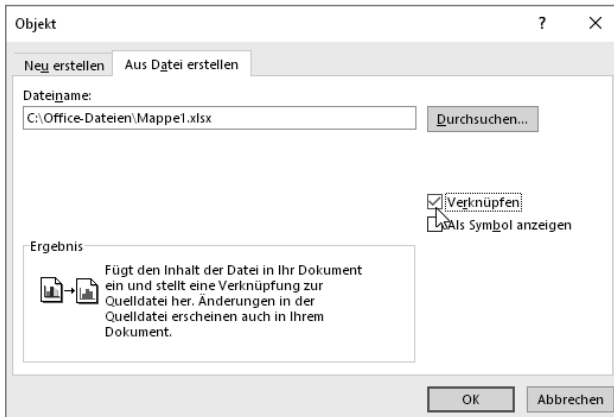 Objekt
?
Neu erstellen
Aus Datei erstellen
Dateiname:
C:\Office-Dateien\Mappe1.xlsx
Durchsuchen...
Verknüpfen
Als Symbol anzeigen
Ergebnis
Fügt den Inhalt der Datei in Ihr Dokument
ein und stellt eine Verknüpfung zur
Quelldatei her. Änderungen in der
Quelldatei erscheinen auch in Ihrem
Dokument.
OK
Abbrechen